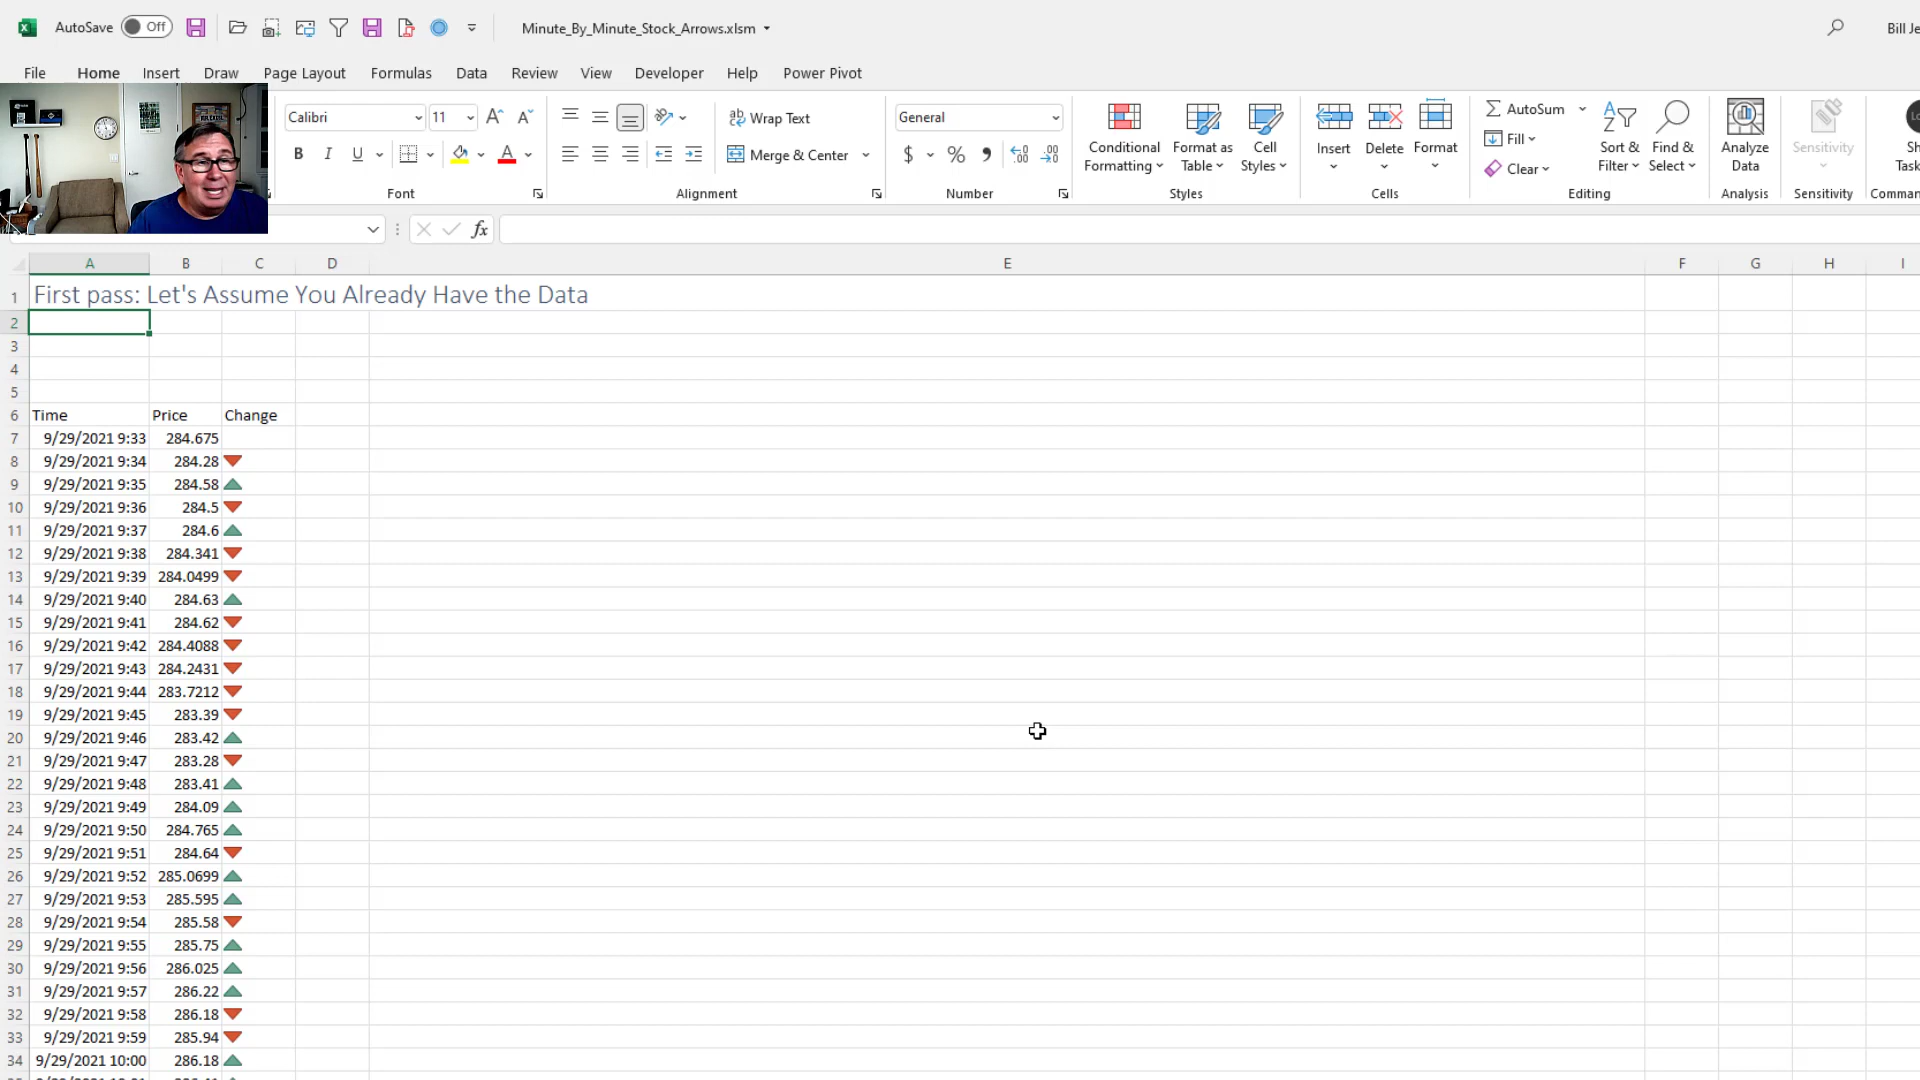 AutoSave Off Minute_By_Minute_Stock_Arrows.xlsm Bill Je
File Home Insert Draw Page Layout Formulas Data Review View Developer Help Power Pivot
Calibri 11 Wrap Text General Conditional Formatting Format as Table Cell Styles Insert Delete Format AutoSum Fill Clear Sort & Filter Find & Select Analyze Data Sensitivity
B I U Merge & Center $ %
Font Alignment Number Styles Cells Editing Analysis Sensitivity
fx
A B C D E F G H I
1 First pass: Let's Assume You Already Have the Data
2
3
4
5
6 Time Price Change
7 9/29/2021 9:33 284.675
8 9/29/2021 9:34 284.28
9 9/29/2021 9:35 284.58
10 9/29/2021 9:36 284.5
11 9/29/2021 9:37 284.6
12 9/29/2021 9:38 284.341
13 9/29/2021 9:39 284.0499
14 9/29/2021 9:40 284.63
15 9/29/2021 9:41 284.62
16 9/29/2021 9:42 284.4088
17 9/29/2021 9:43 284.2431
18 9/29/2021 9:44 283.7212
19 9/29/2021 9:45 283.39
20 9/29/2021 9:46 283.42
21 9/29/2021 9:47 283.28
22 9/29/2021 9:48 283.41
23 9/29/2021 9:49 284.09
24 9/29/2021 9:50 284.765
25 9/29/2021 9:51 284.64
26 9/29/2021 9:52 285.0699
27 9/29/2021 9:53 285.595
28 9/29/2021 9:54 285.58
29 9/29/2021 9:55 285.75
30 9/29/2021 9:56 286.025
31 9/29/2021 9:57 286.22
32 9/29/2021 9:58 286.18
33 9/29/2021 9:59 285.94
34 9/29/2021 10:00 286.18